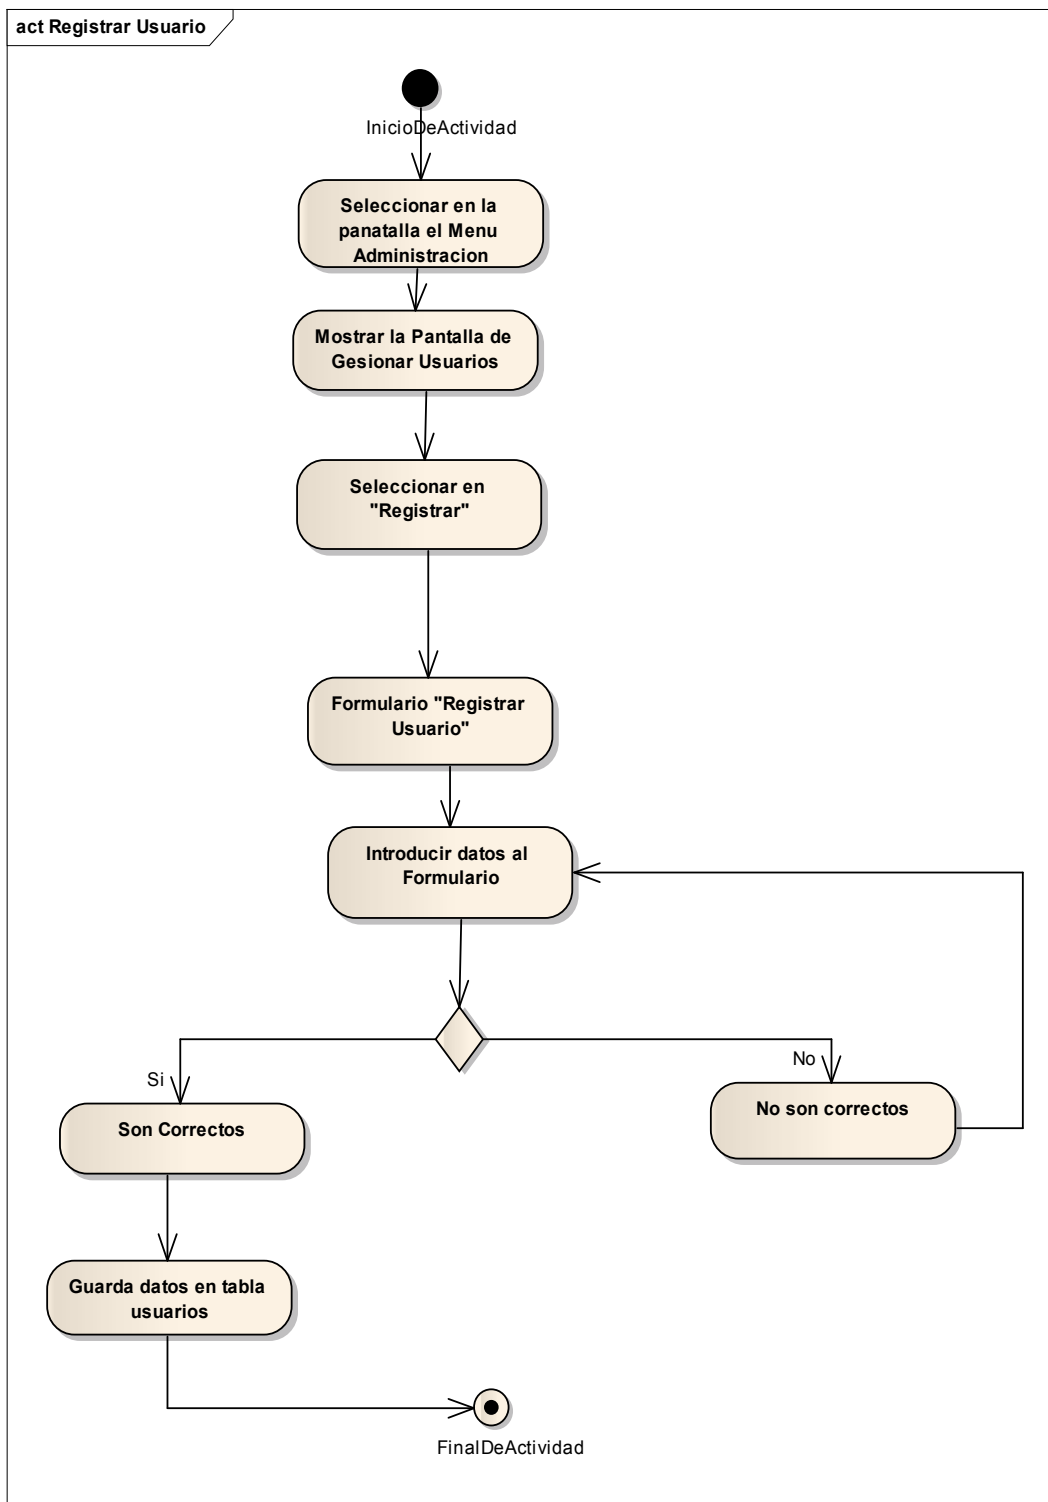 act Registrar Usuario
InicioDeActividad
Seleccionar en la
panatalla el Menu
Administracion
Mostrar la Pantalla de
Gesionar Usuarios
Seleccionar en
"Registrar"
Formulario "Registrar
Usuario"
Introducir datos al
Formulario
Si
No
Son Correctos
No son correctos
Guarda datos en tabla
usuarios
FinalDeActividad